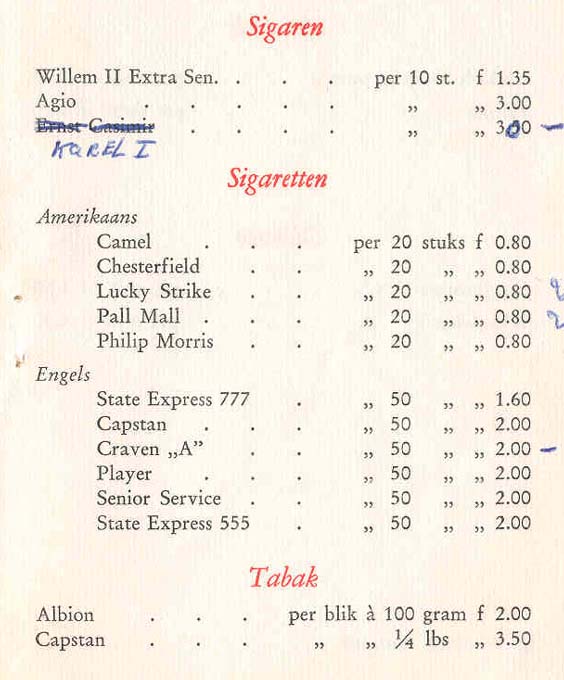 Sigaren
Willem II Extra Sen. . . . per 10 st. f 1.35
Agio . . . . . „ „ 3.00
Ernst Casimir . . . . „ „ 3.00 –
KAREL I
Sigaretten
Amerikaans
Camel . . per 20 stuks f 0.80
Chesterfield . . „ 20 „ „ 0.80
Lucky Strike . . „ 20 „ „ 0.80
Pall Mall . . „ 20 „ „ 0.80
Philip Morris . . „ 20 „ „ 0.80
Engels
State Express 777 . „ 50 „ „ 1.60
Capstan . . . „ 50 „ „ 2.00
Craven „A” . . „ 50 „ „ 2.00 –
Player . . . „ 50 „ „ 2.00
Senior Service . . „ 50 „ „ 2.00
State Express 555 . „ 50 „ „ 2.00
Tabak
Albion . . . per blik à 100 gram f 2.00
Capstan . . . „ „ ¼ lbs „ 3.50